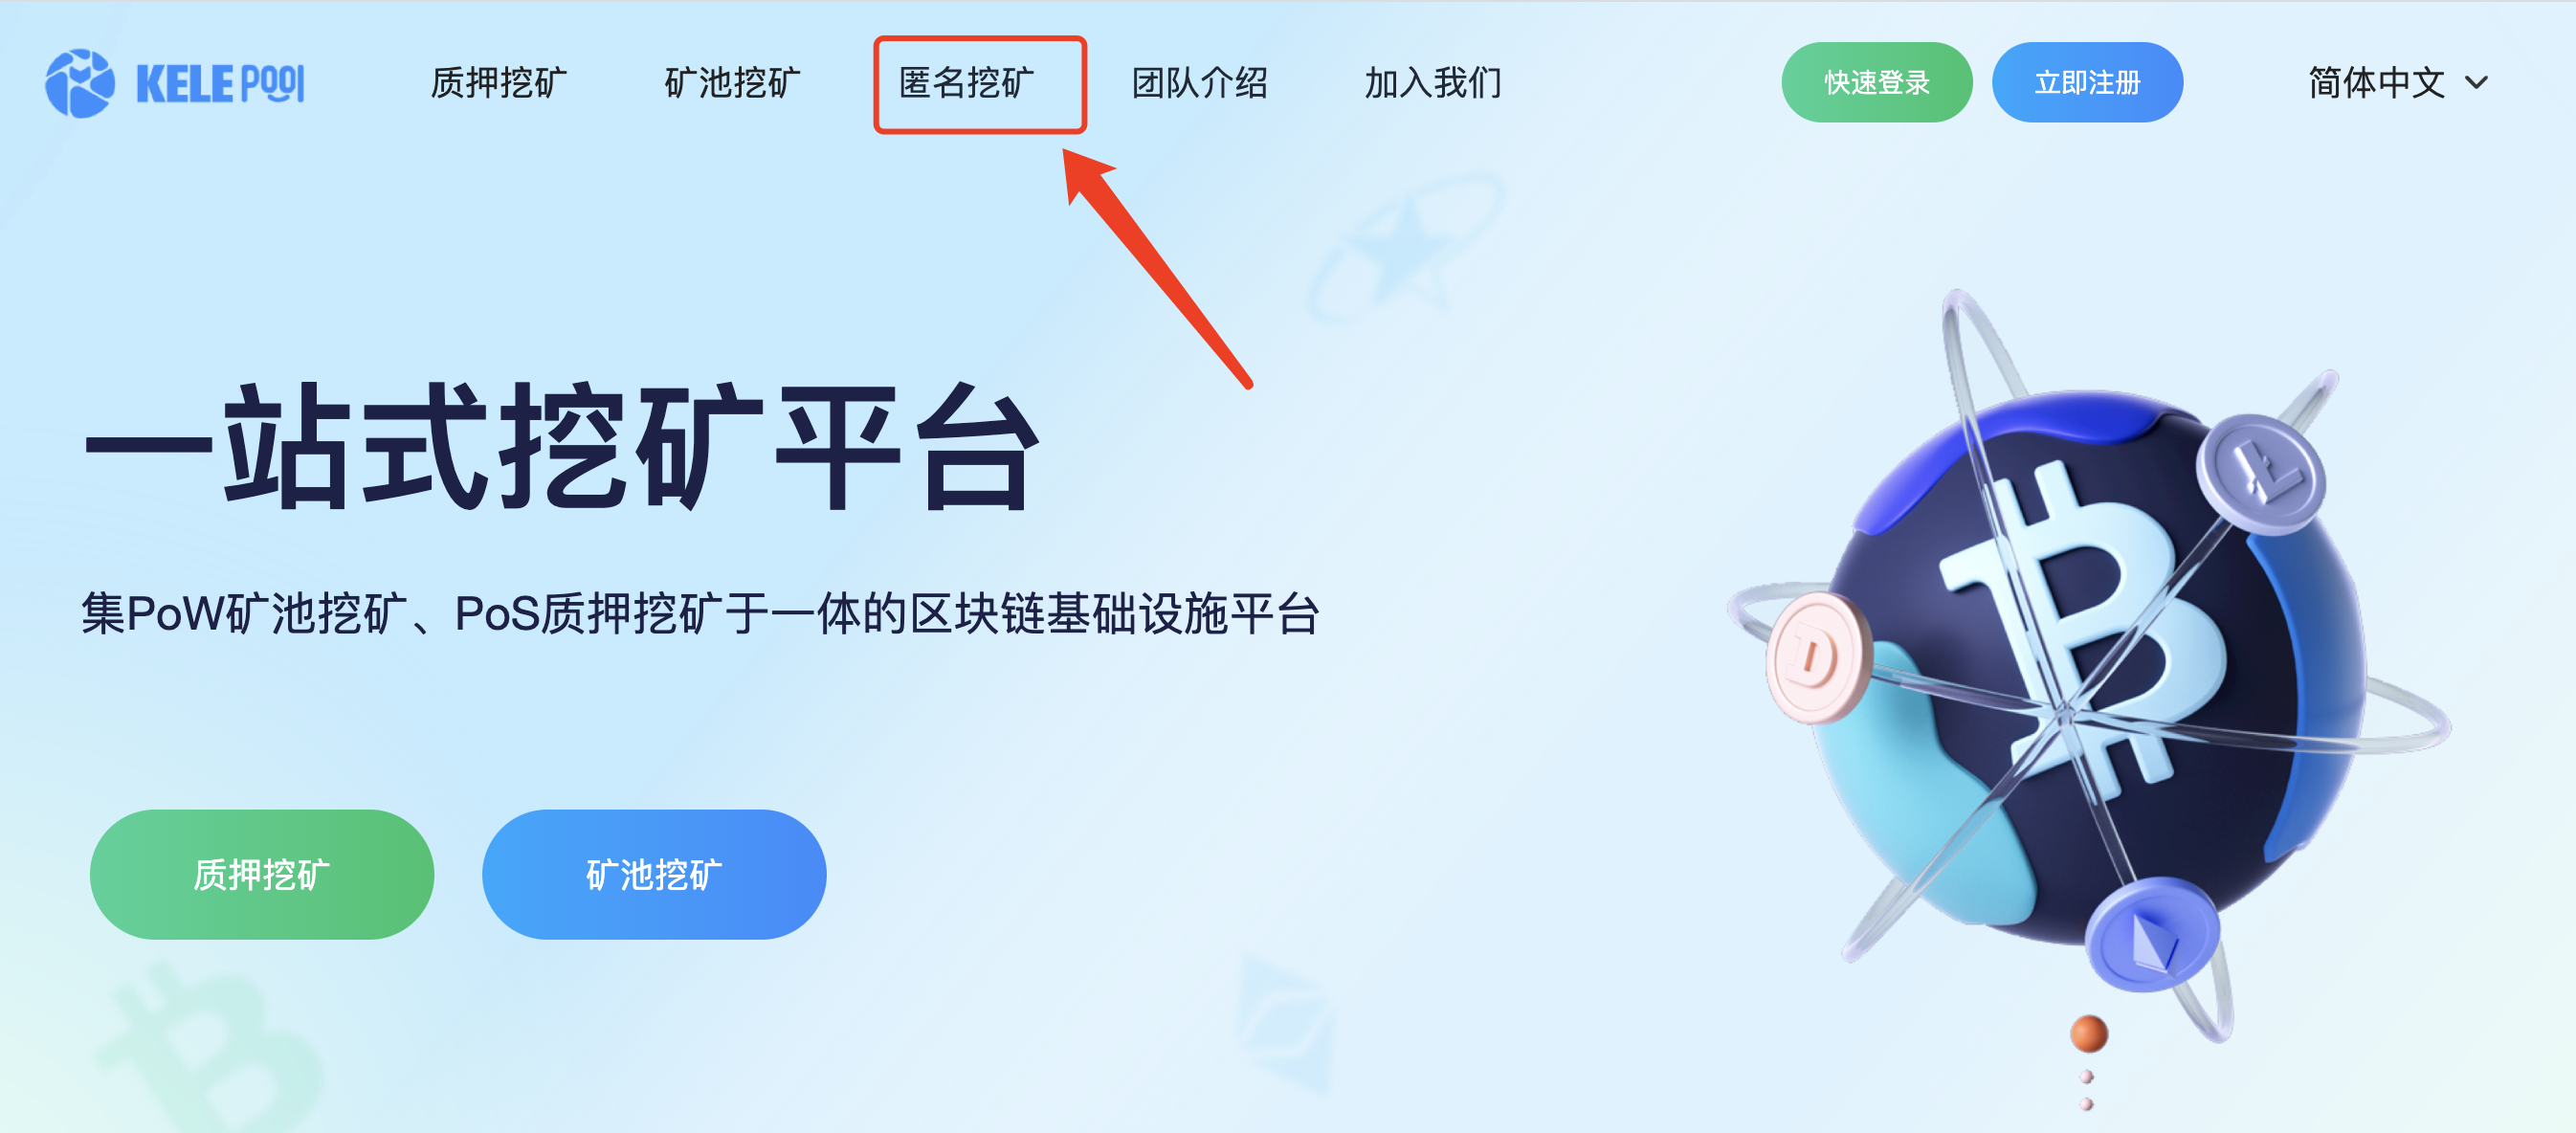 KELE POOL
质押挖矿
矿池挖矿
匿名挖矿
团队介绍
加入我们
快速登录
立即注册
简体中文
一站式挖矿平台
集PoW矿池挖矿、PoS质押挖矿于一体的区块链基础设施平台
质押挖矿
矿池挖矿